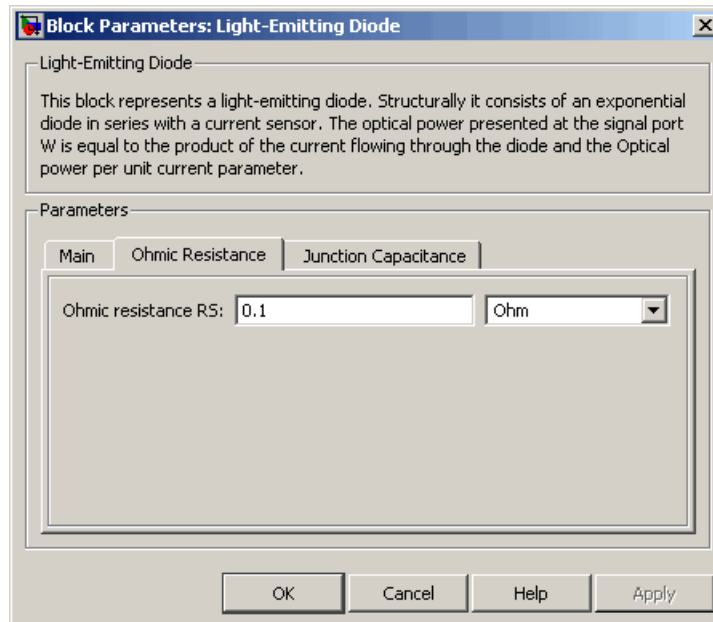 Block Parameters: Light-Emitting Diode
Light-Emitting Diode
This block represents a light-emitting diode. Structurally it consists of an exponential
diode in series with a current sensor. The optical power presented at the signal port
W is equal to the product of the current flowing through the diode and the Optical
power per unit current parameter.
Parameters
Main Ohmic Resistance Junction Capacitance
Ohmic resistance RS: 0.1 Ohm
OK Cancel Help Apply